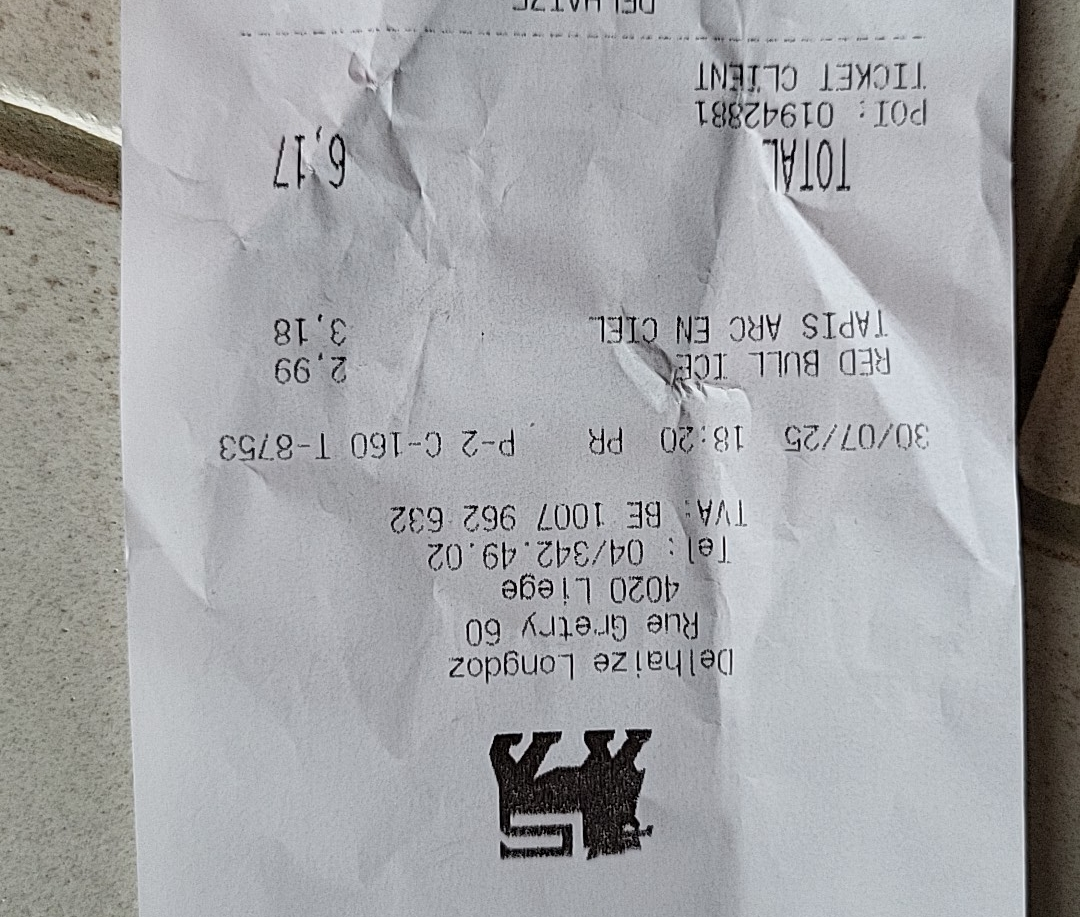 Delhaize Longdoz
Rue Gretry 60
4020 Liege
Tel: 04/342.49.02
TVA: BE 1007 962 632
30/07/25 18:20 PR P-2 C-160 T-8753
RED BULL ICE 2,99
TAPIS ARC EN CIEL 3,18
TOTAL 6,17
POI: 01942881
TICKET CLIENT
DELHAIZE